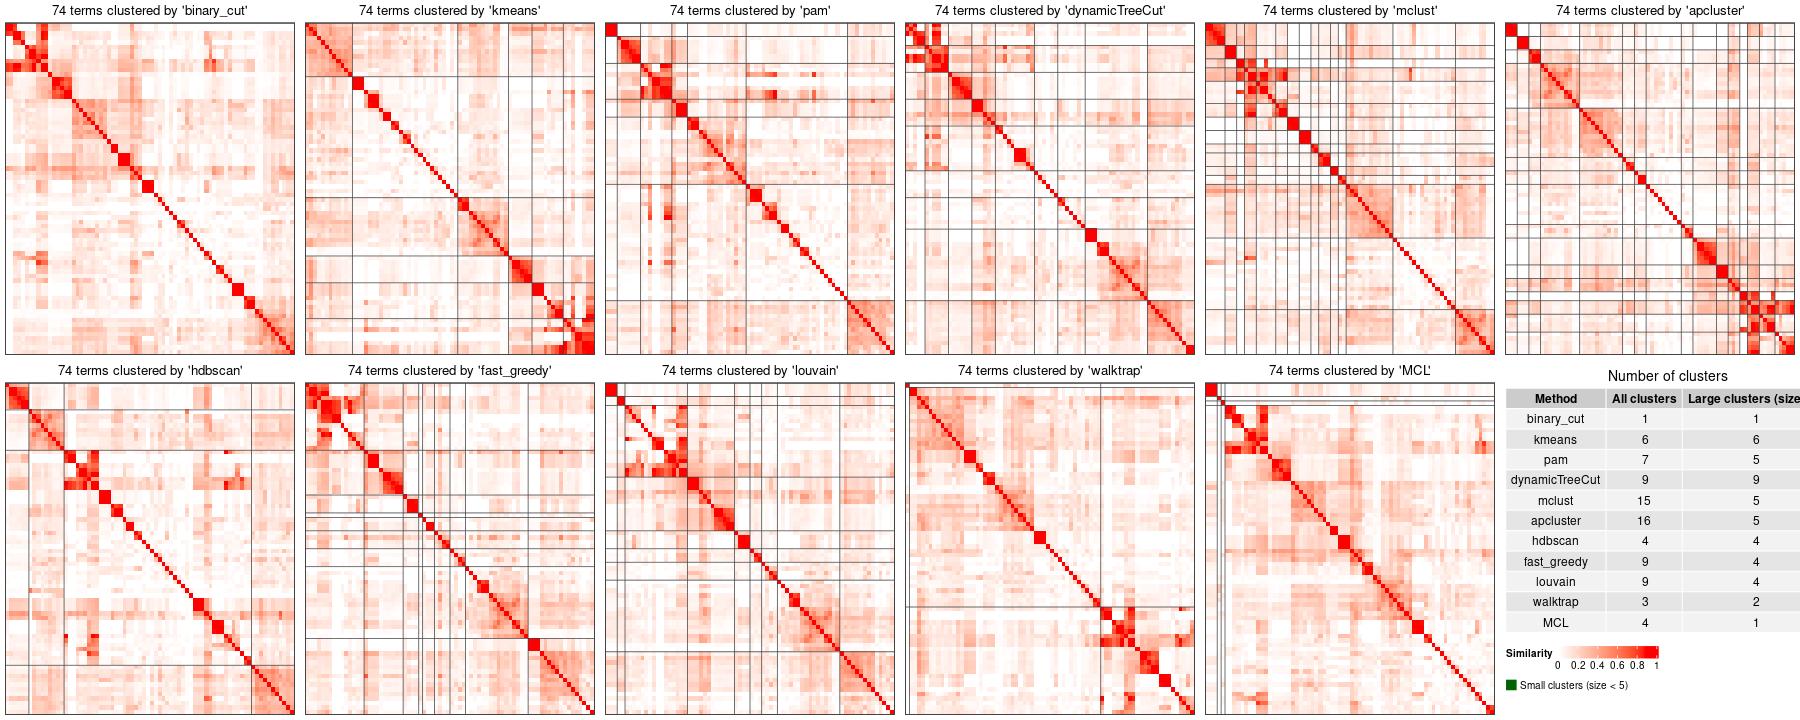 74 terms clustered by 'binary_cut'
74 terms clustered by 'kmeans'
74 terms clustered by 'pam'
74 terms clustered by 'dynamicTreeCut'
74 terms clustered by 'mclust'
74 terms clustered by 'apcluster'
74 terms clustered by 'hdbscan'
74 terms clustered by 'fast_greedy'
74 terms clustered by 'louvain'
74 terms clustered by 'walktrap'
74 terms clustered by 'MCL'
Number of clusters
Method All clusters Large clusters (size
binary_cut 1 1
kmeans 6 6
pam 7 5
dynamicTreeCut 9 9
mclust 15 5
apcluster 16 5
hdbscan 4 4
fast_greedy 9 4
louvain 9 4
walktrap 3 2
MCL 4 1
Similarity
0 0.2 0.4 0.6 0.8 1
Small clusters (size < 5)